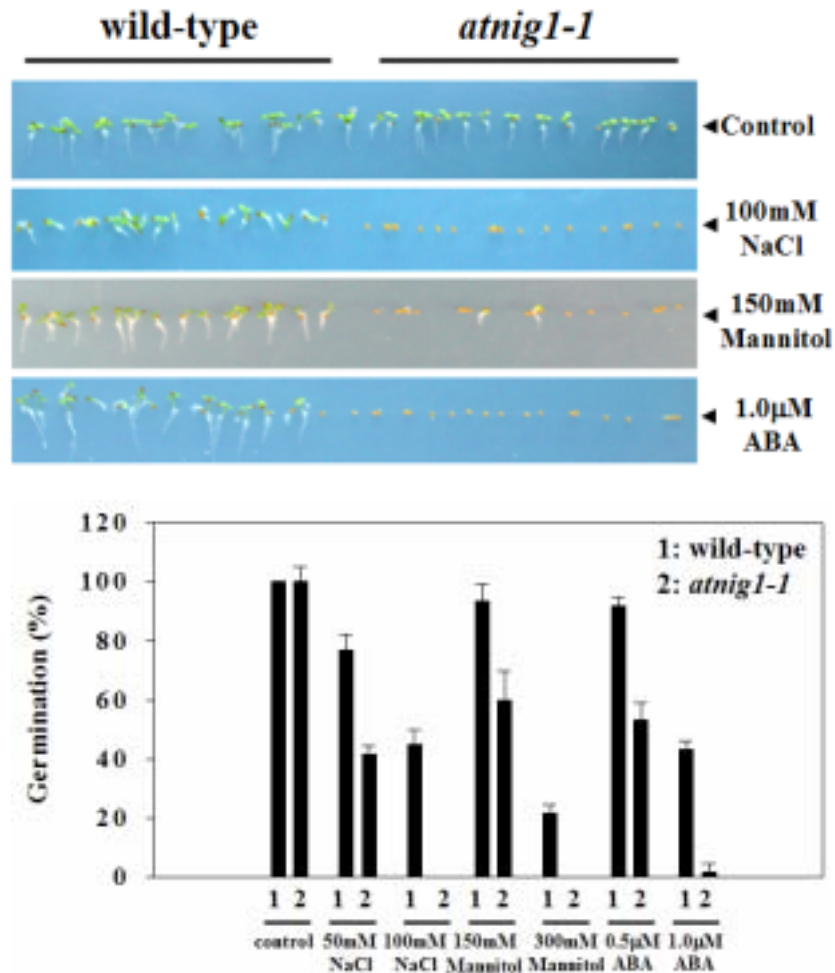 wild-type
atnig1-1
Control
100mM
NaCl
150mM
Mannitol
1.0μM
ABA
120
100
80
60
40
20
0
Germination (%)
1: wild-type
2: atnig1-1
1 2 1 2 1 2 1 2 1 2 1 2 1 2
control 50mM 100mM 150mM 300mM 0.5μM 1.0μM
NaCl NaCl Mannitol Mannitol ABA ABA